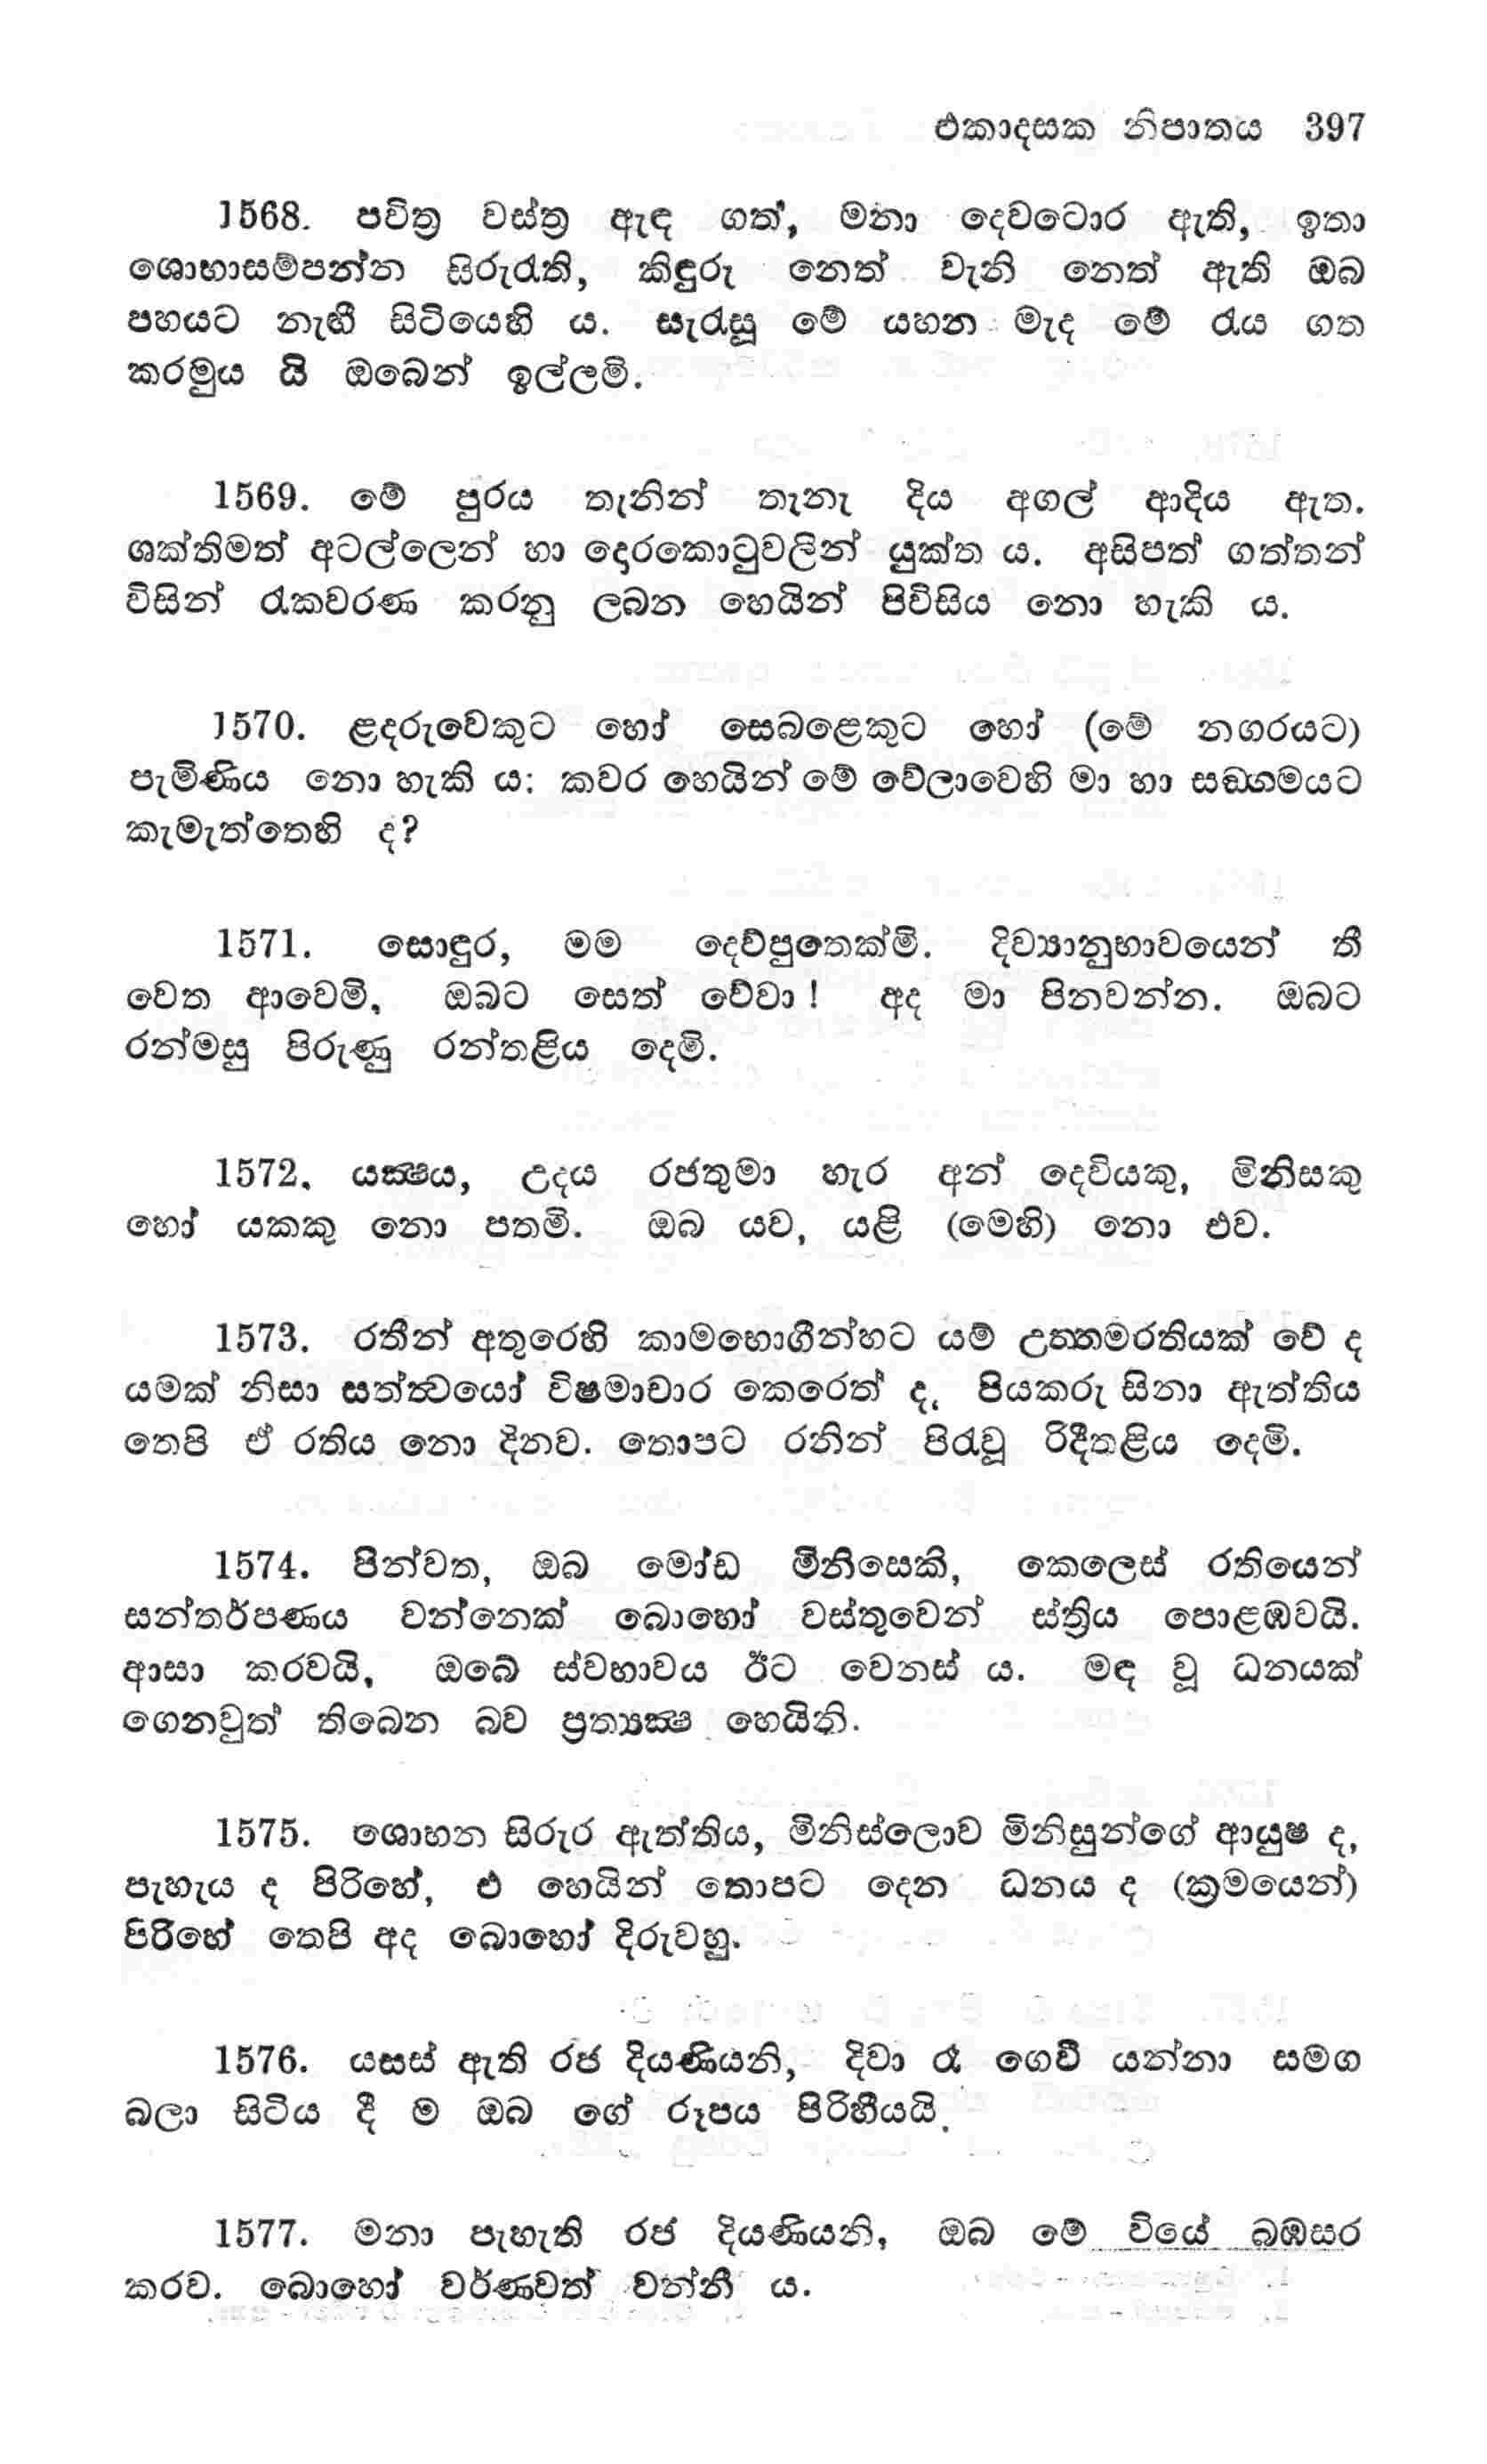 එකාදසක නිපාතය 397
1568. පවිත්‍ර වස්ත්‍ර ඇඳ ගත්, මනා දෙවටොර ඇති, ඉතා
ශොභාසම්පන්න සිරුරැති, කිඳුරු නෙත් වැනි නෙත් ඇති ඔබ
පහයට නැඟී සිටියෙහි ය. සැරැසූ මේ යහන මැද මේ රැය ගත
කරමුය යි ඔබෙන් ඉල්ලමි.
1569. මේ පුරය තැනින් තැනැ දිය අගල් ආදිය ඇත.
ශක්තිමත් අටල්ලෙන් හා දෙරකොටුවලින් යුක්ත ය. අසිපත් ගත්තන්
විසින් රැකවරණ කරනු ලබන හෙයින් පිවිසිය නො හැකි ය.
1570. ළදරුවෙකුට හෝ සෙබළෙකුට හෝ (මේ නගරයට)
පැමිණිය නො හැකි ය: කවර හෙයින් මේ වේලාවෙහි මා හා සඞ්ගමයට
කැමැත්තෙහි ද?
1571. සොඳුර, මම දෙව්පුතෙක්මි. දිව්‍යානුභාවයෙන් තී
වෙත ආවෙමි, ඔබට සෙත් වේවා! අද මා පිනවන්න. ඔබට
රන්මසු පිරුණු රන්තළිය දෙමි.
1572. යක්‍ෂය, උදය රජතුමා හැර අන් දෙවියකු, මිනිසකු
හෝ යකකු නො පතමි. ඔබ යව, යළි (මෙහි) නො එව.
1573. රතීන් අතුරෙහි කාමභොගීන්හට යම් උත්තමරතියක් වේ ද
යමක් නිසා සත්ත්‍වයෝ විෂමාචාර කෙරෙත් ද, පියකරු සිනා ඇත්තිය
තෙපි ඒ රතිය නො දිනව. තොපට රනින් පිරැවූ රිදීතළිය දෙමි.
1574. පින්වත, ඔබ මෝඩ මිනිසෙකි, කෙලෙස් රතියෙන්
සන්තර්පණය වන්නෙක් බොහෝ වස්තුවෙන් ස්ත්‍රිය පොළඹවයි.
ආසා කරවයි, ඔබේ ස්වභාවය ඊට වෙනස් ය. මඳ වූ ධනයක්
ගෙනවුත් තිබෙන බව ප්‍රත්‍යක්‍ෂ හෙයිනි.
1575. ශොභන සිරුර ඇත්තිය, මිනිස්ලොව මිනිසුන්ගේ ආයුෂ ද,
පැහැය ද පිරිහේ, එ හෙයින් තොපට දෙන ධනය ද (ක්‍රමයෙන්)
පිරිහේ තෙපි අද බොහෝ දිරුවහු.
1576. යසස් ඇති රජ දියණියනි, දිවා රෑ ගෙවී යන්නා සමග
බලා සිටිය දී ම ඔබ ගේ රූපය පිරිහීයයි.
1577. මනා පැහැති රජ දියණියනි, ඔබ මේ වියේ බඹසර
කරව. බොහෝ වර්ණවත් වන්නී ය.